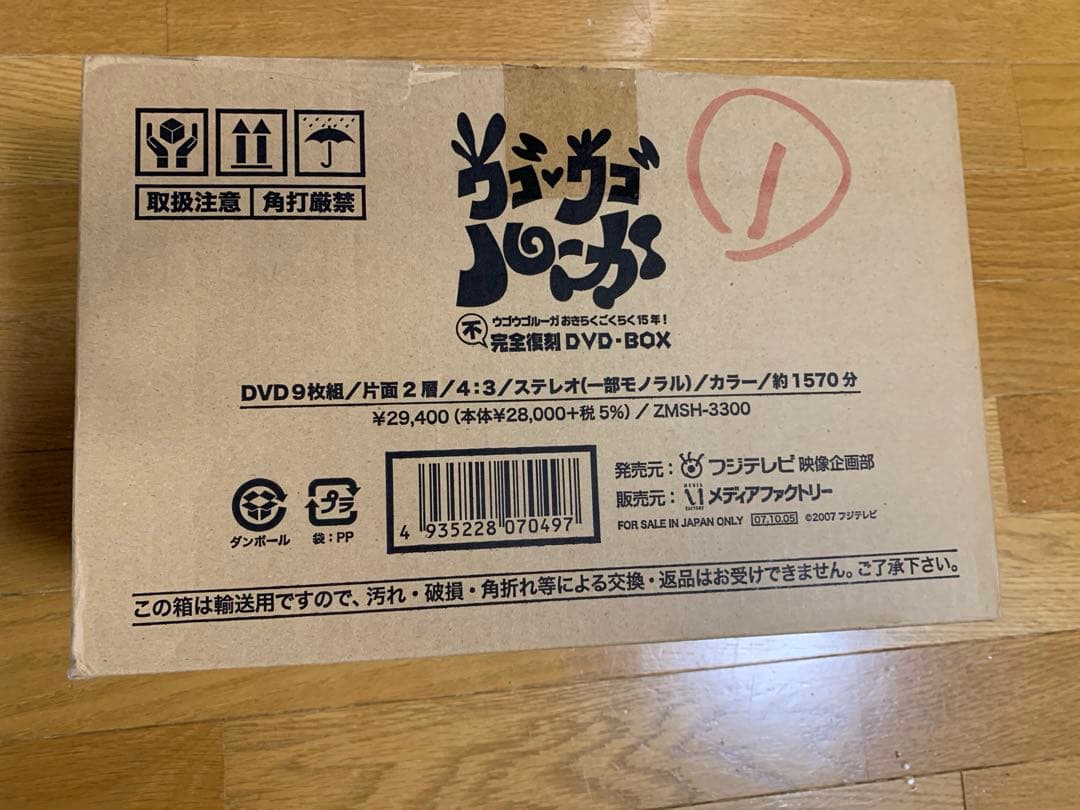 取扱注意 角打厳禁
ウゴ♥ウゴ
ルーガ
①
ウゴウゴルーガおきらくごくらく15年!
不 完全復刻 DVD-BOX
DVD9枚組/片面2層/4:3/ステレオ(一部モノラル)/カラー/約1570分
¥29,400(本体¥28,000+税5%)/ZMSH-3300
ダンボール
プラ
袋:PP
4 935228 070497
発売元:フジテレビ 映像企画部
販売元:MEDIA FACTORY メディアファクトリー
FOR SALE IN JAPAN ONLY 07.10.05 ©2007 フジテレビ
この箱は輸送用ですので、汚れ・破損・角折れ等による交換・返品はお受けできません。ご了承下さい。